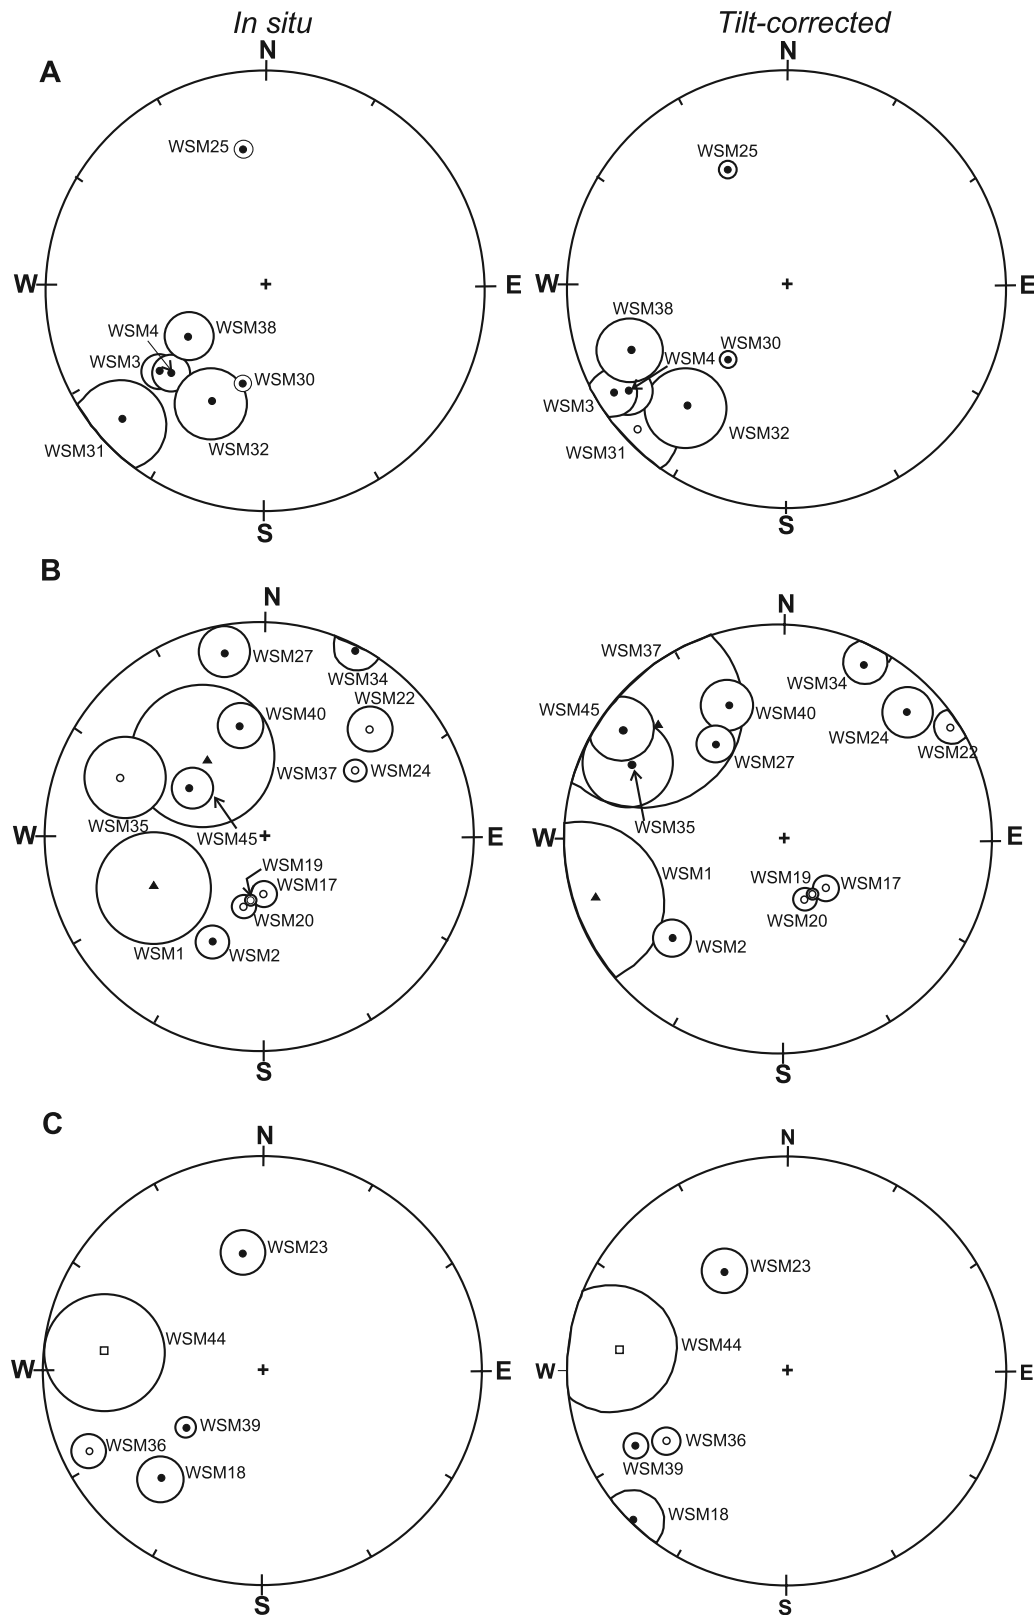 In situ Tilt-corrected
N N
A
WSM25 WSM25
W E W E
WSM38 WSM38
WSM4 WSM30
WSM3 WSM4
WSM30
WSM3
WSM31 WSM32 WSM32
WSM31
S S
B
N N
WSM27 WSM37
WSM34 WSM34
WSM22 WSM45
WSM40 WSM40
WSM24 WSM22
WSM37 WSM27
WSM24
WSM35 WSM35
WSM45
W E W E
WSM19 WSM1
WSM17 WSM19 WSM17
WSM20 WSM20
WSM1 WSM2 WSM2
S S
C
N N
WSM23 WSM23
WSM44 WSM44
W E W E
WSM39
WSM36 WSM36
WSM39
WSM18
WSM18
S S